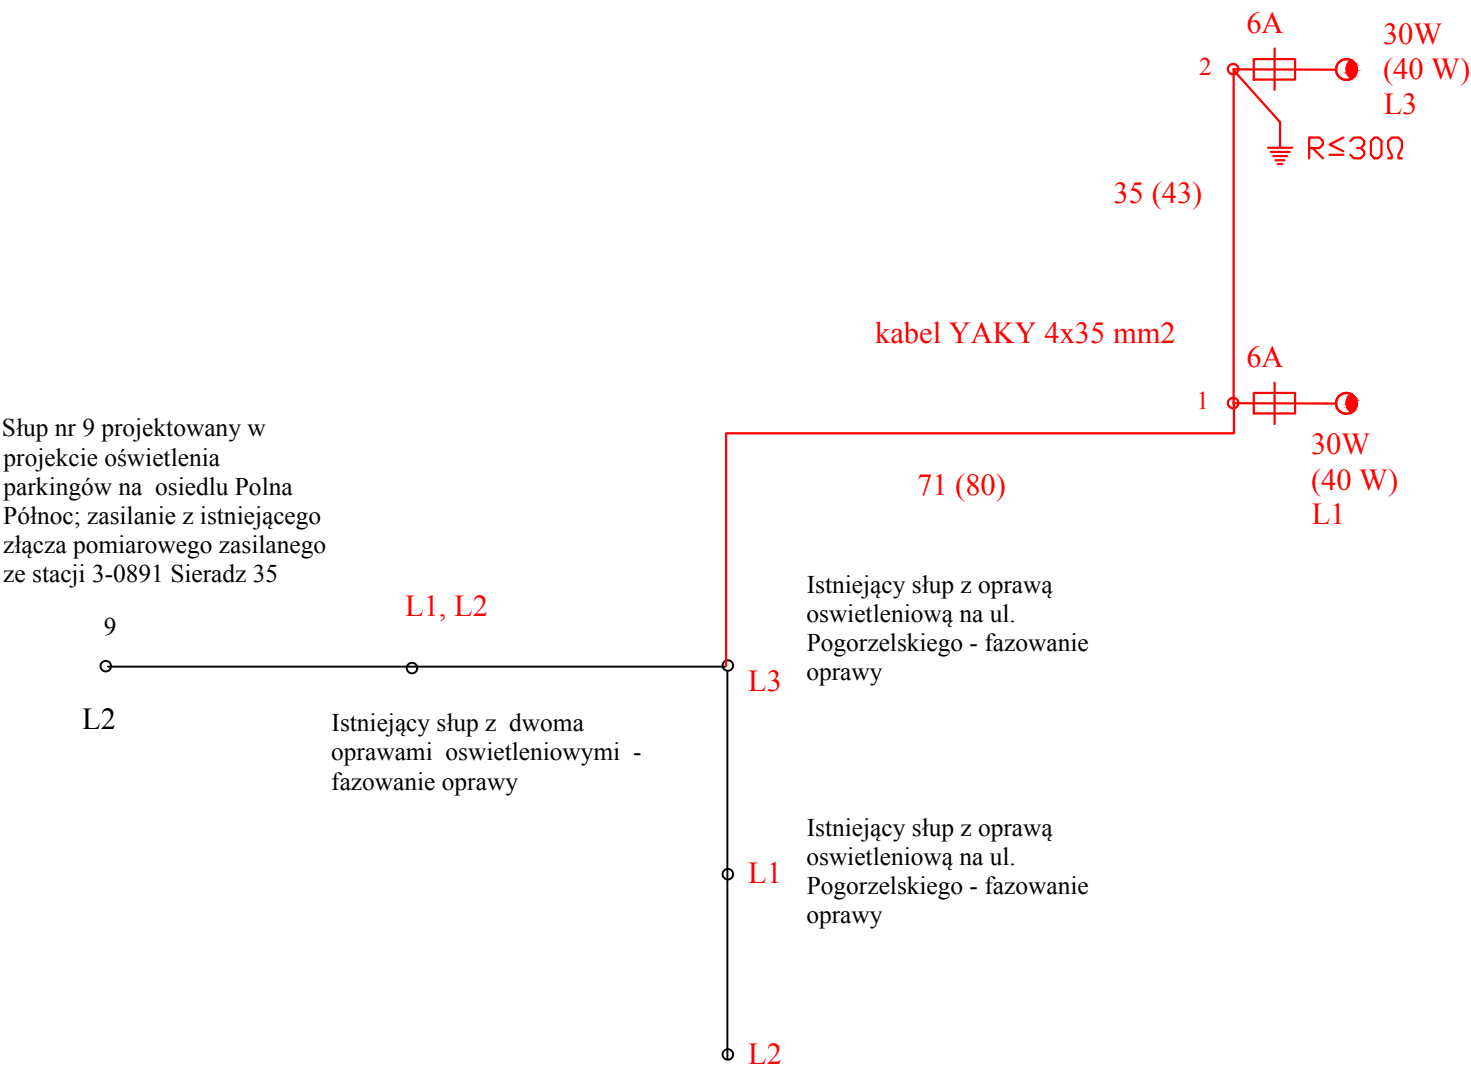 6A
30W
(40 W)
L3
2
R≤30Ω
35 (43)
kabel YAKY 4x35 mm2
6A
1
30W
(40 W)
L1
71 (80)
Słup nr 9 projektowany w
projekcie oświetlenia
parkingów na osiedlu Polna
Północ; zasilanie z istniejącego
złącza pomiarowego zasilanego
ze stacji 3-0891 Sieradz 35
9
L2
L1, L2
Istniejący słup z dwoma
oprawami oswietleniowymi -
fazowanie oprawy
Istniejący słup z oprawą
oswietleniową na ul.
Pogorzelskiego - fazowanie
oprawy
L3
Istniejący słup z oprawą
oswietleniową na ul.
Pogorzelskiego - fazowanie
oprawy
L1
L2